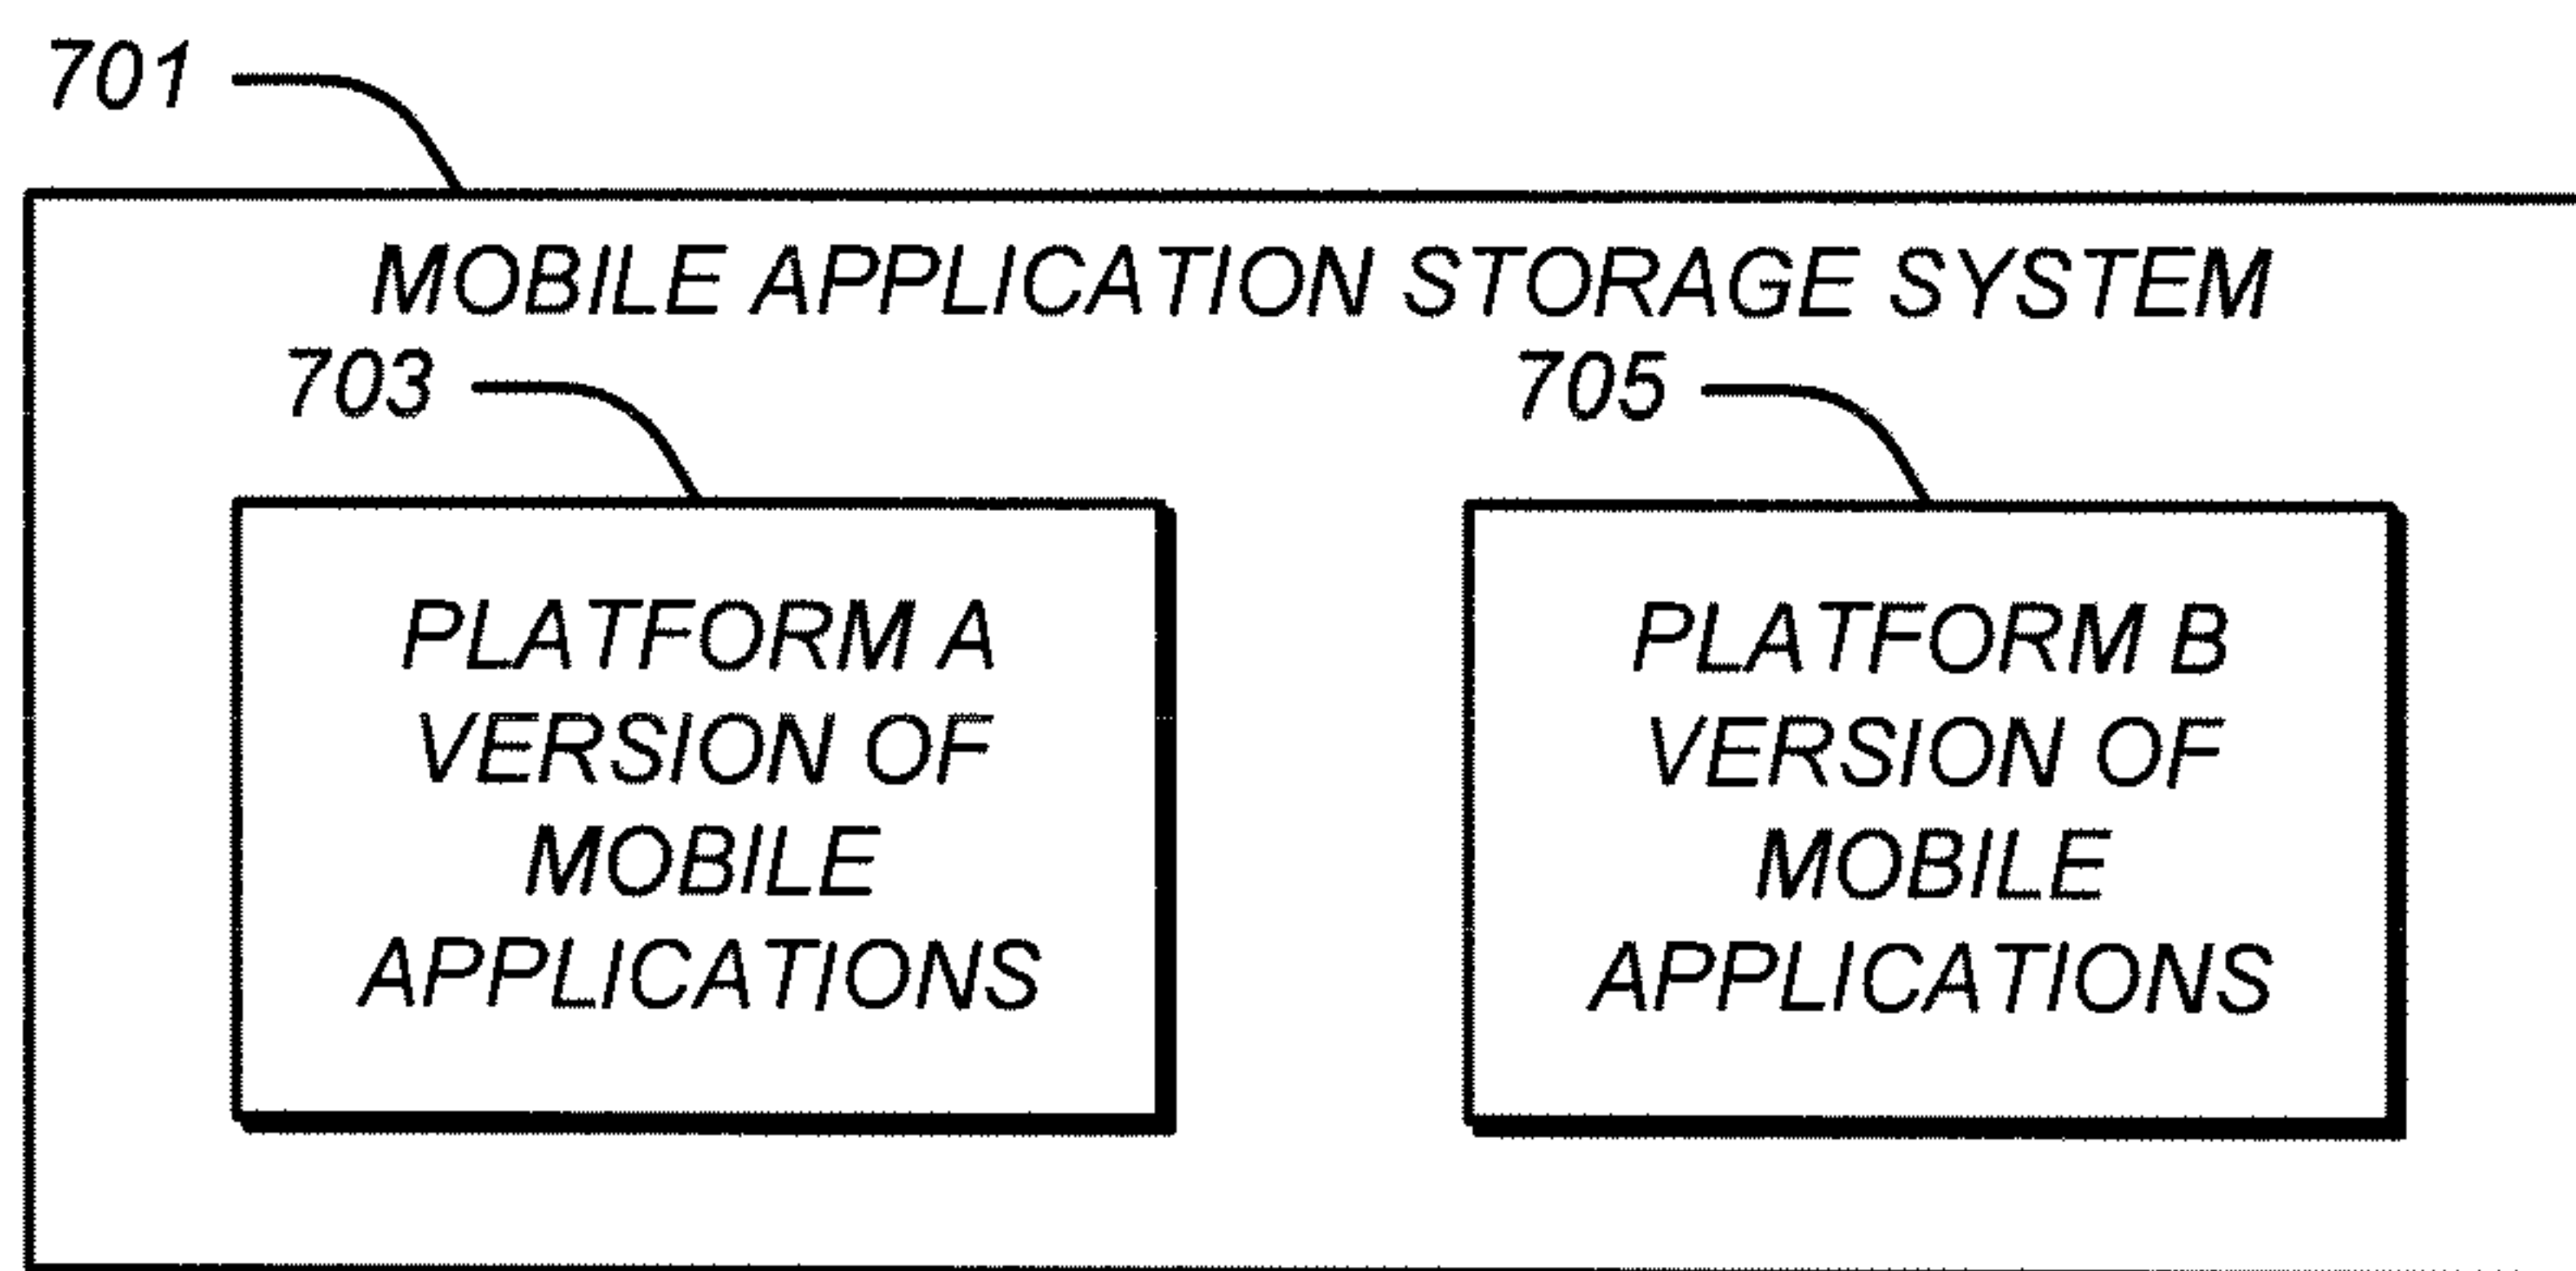 701
MOBILE APPLICATION STORAGE SYSTEM
703
705
PLATFORM A
VERSION OF
MOBILE
APPLICATIONS
PLATFORM B
VERSION OF
MOBILE
APPLICATIONS